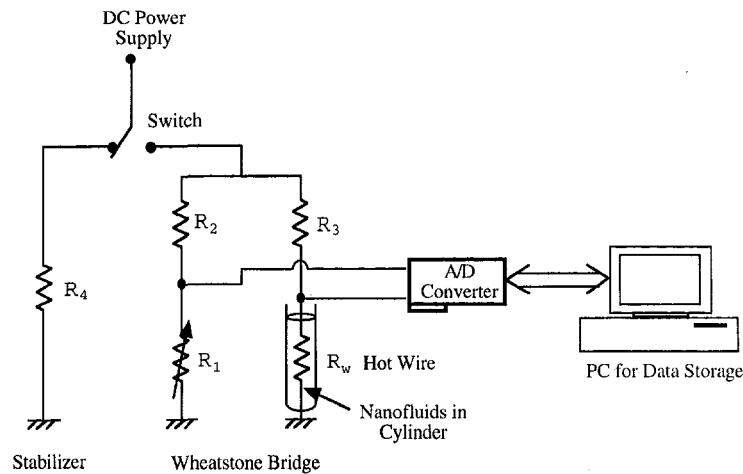 DC Power
Supply
Switch
R2
R3
R4
A/D
Converter
R1
Rw Hot Wire
PC for Data Storage
Nanofluids in
Cylinder
Stabilizer
Wheatstone Bridge